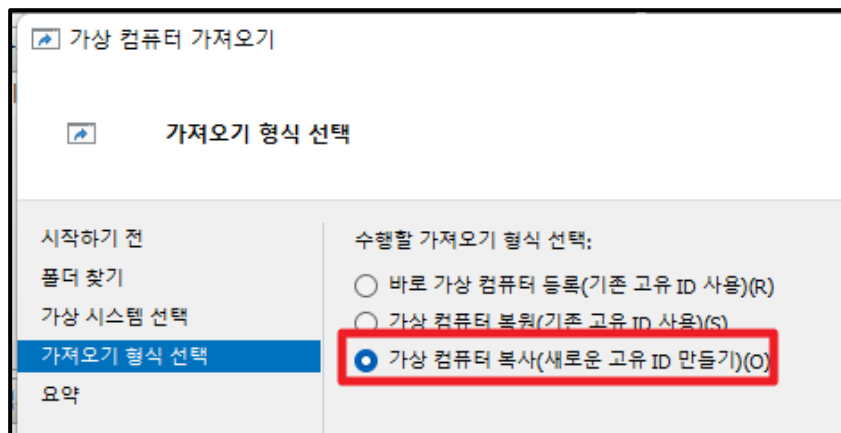 가상 컴퓨터 가져오기
가져오기 형식 선택
시작하기 전
폴더 찾기
가상 시스템 선택
가져오기 형식 선택
요약
수행할 가져오기 형식 선택:
바로 가상 컴퓨터 등록(기존 고유 ID 사용)(R)
가상 컴퓨터 복원(기존 고유 ID 사용)(S)
가상 컴퓨터 복사(새로운 고유 ID 만들기)(O)